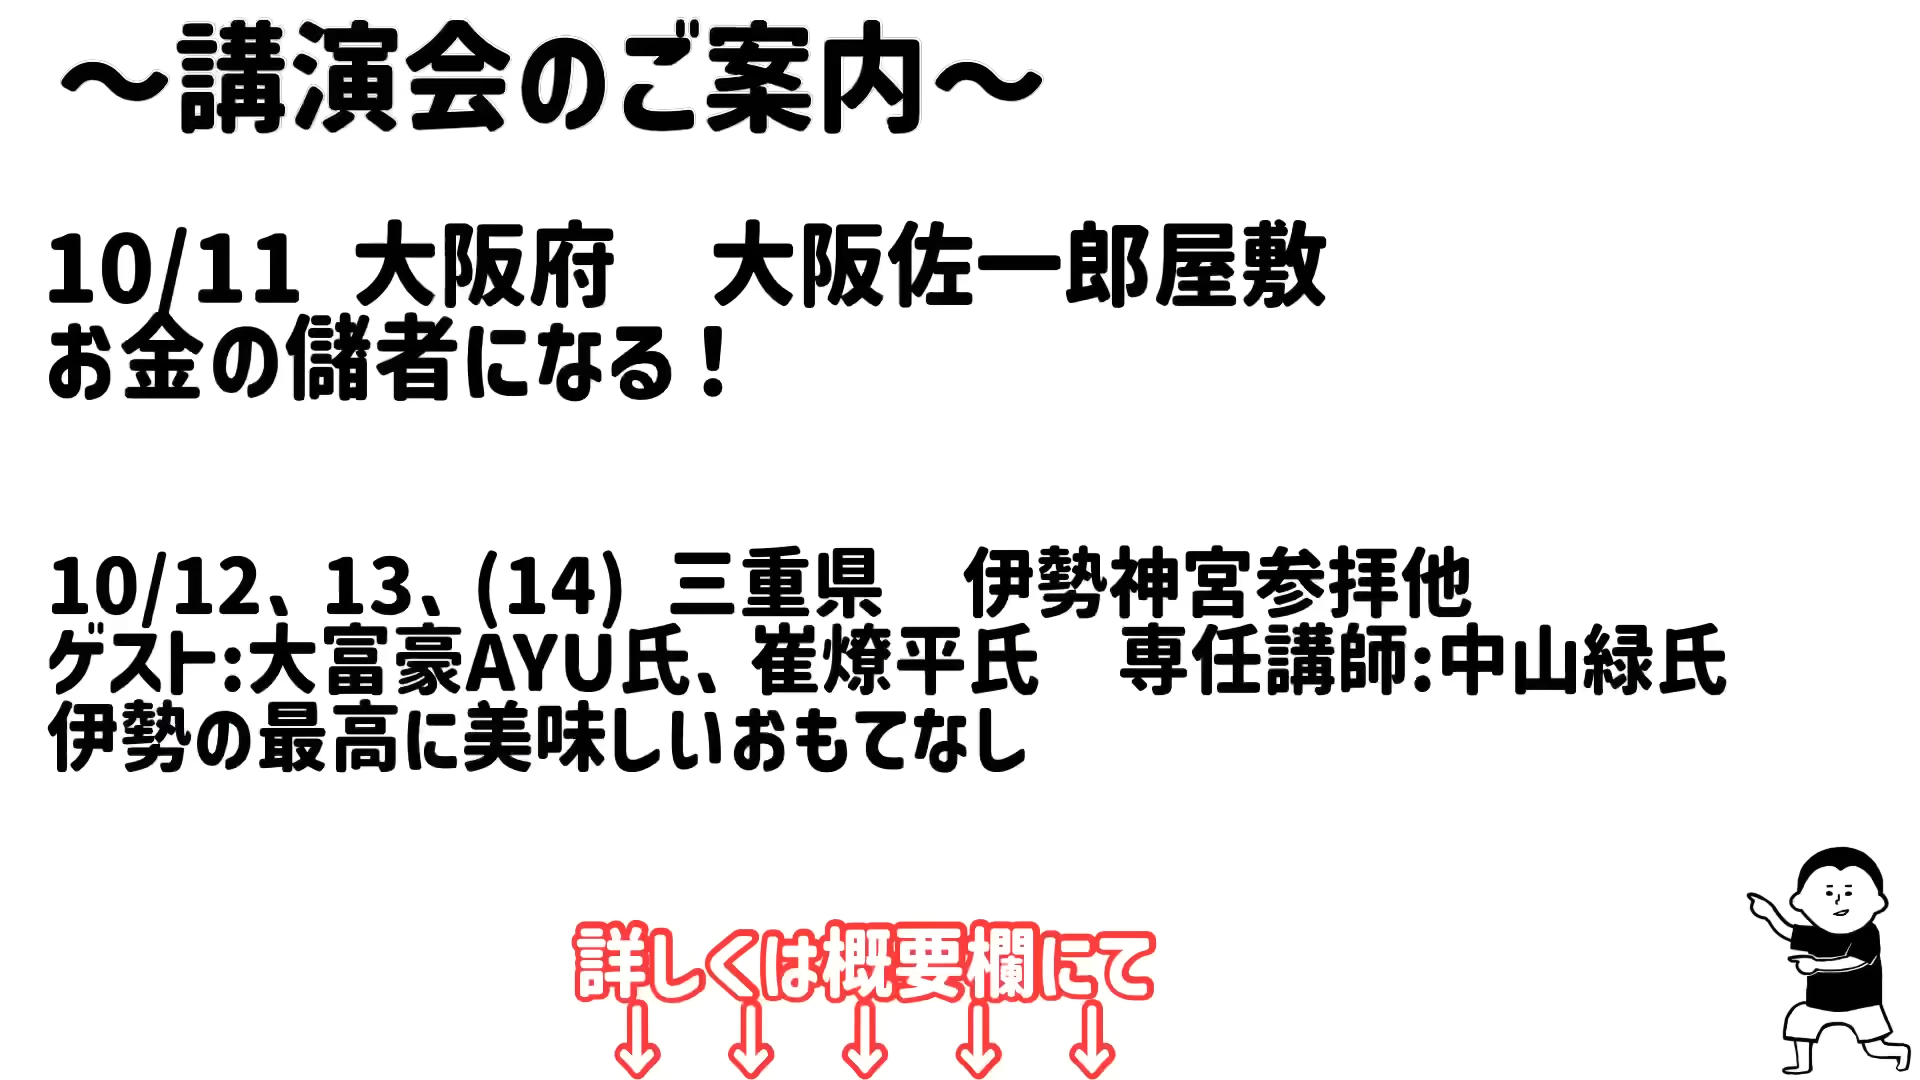 ～講演会のご案内～
10/11 大阪府　大阪佐一郎屋敷
お金の儲者になる！
10/12、13、(14) 三重県　伊勢神宮参拝他
ゲスト:大富豪AYU氏、崔燎平氏　専任講師:中山緑氏
伊勢の最高に美味しいおもてなし
詳しくは概要欄にて
↓ ↓ ↓ ↓ ↓